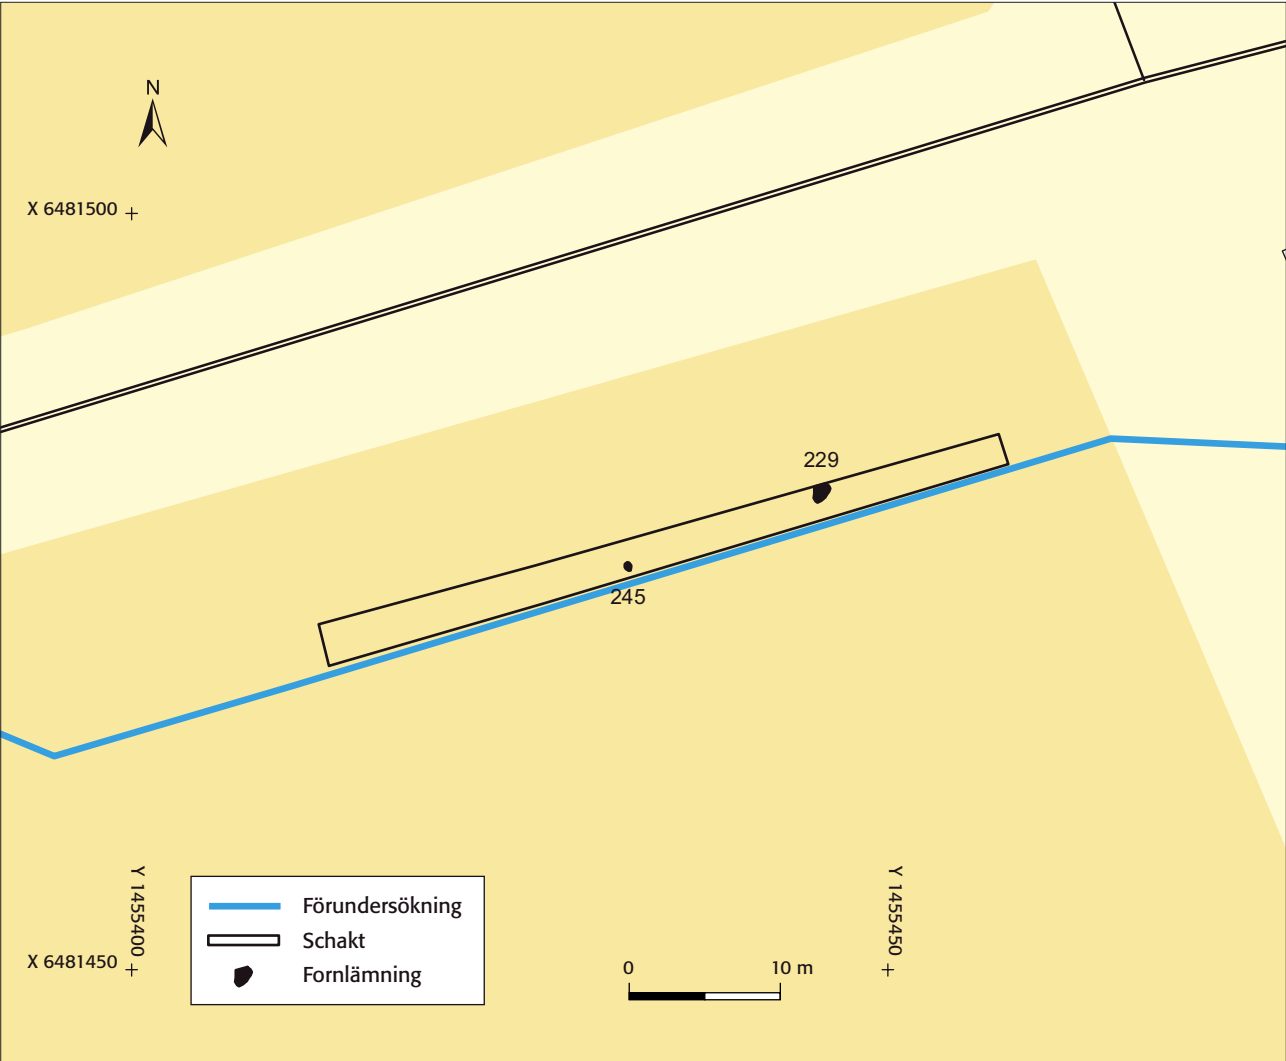 N
X 6481500
229
245
Y 1455400
Y 1455450
Förundersökning
Schakt
Fornlämning
X 6481450
0 10 m